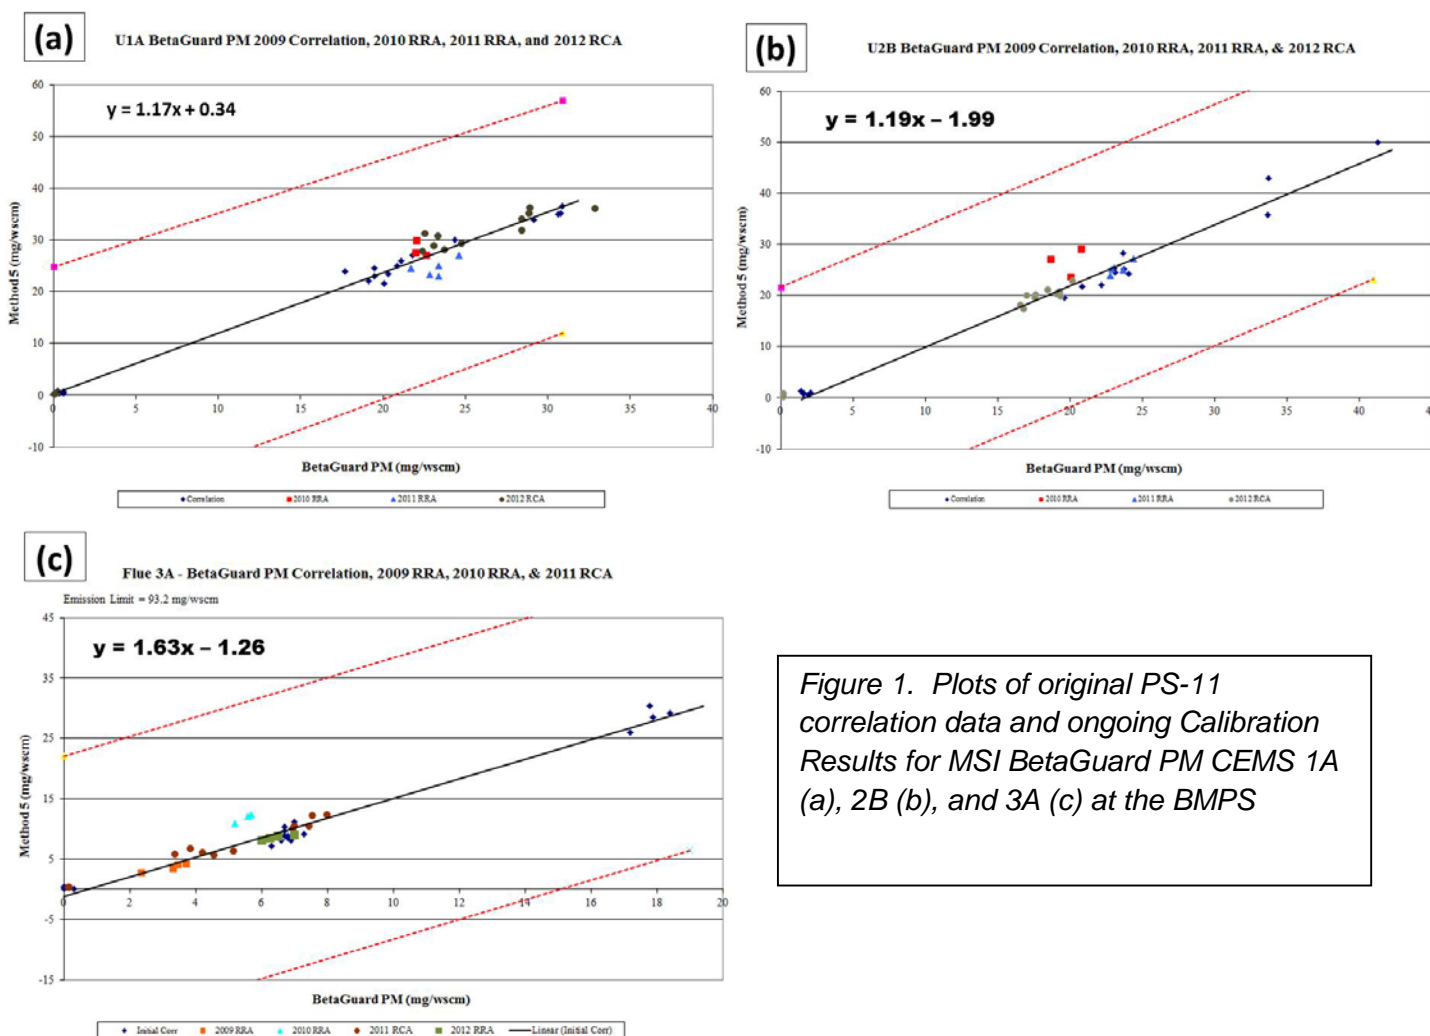 (a)
U1A BetaGuard PM 2009 Correlation, 2010 RRA, 2011 RRA, and 2012 RCA
y = 1.17x + 0.34
60
50
40
30
20
10
0
-10
Method 5 (mg/wscm)
0 5 10 15 20 25 30 35 40
BetaGuard PM (mg/wscm)
Correlation 2010 RRA 2011 RRA 2012 RCA
(b)
U2B BetaGuard PM 2009 Correlation, 2010 RRA, 2011 RRA, & 2012 RCA
y = 1.19x – 1.99
60
50
40
30
20
10
0
-10
Method 5 (mg/wscm)
0 5 10 15 20 25 30 35 40
BetaGuard PM (mg/wscm)
Correlation 2010 RRA 2011 RRA 2012 RCA
(c)
Flue 3A - BetaGuard PM Correlation, 2009 RRA, 2010 RRA, & 2011 RCA
Emission Limit = 93.2 mg/wscm
y = 1.63x – 1.26
45
35
25
15
5
-5
-15
Method 5 (mg/wscm)
0 2 4 6 8 10 12 14 16 18 20
BetaGuard PM (mg/wscm)
Initial Corr 2009 RRA 2010 RRA 2011 RCA 2012 RRA Linear (Initial Corr)
Figure 1. Plots of original PS-11
correlation data and ongoing Calibration
Results for MSI BetaGuard PM CEMS 1A
(a), 2B (b), and 3A (c) at the BMPS